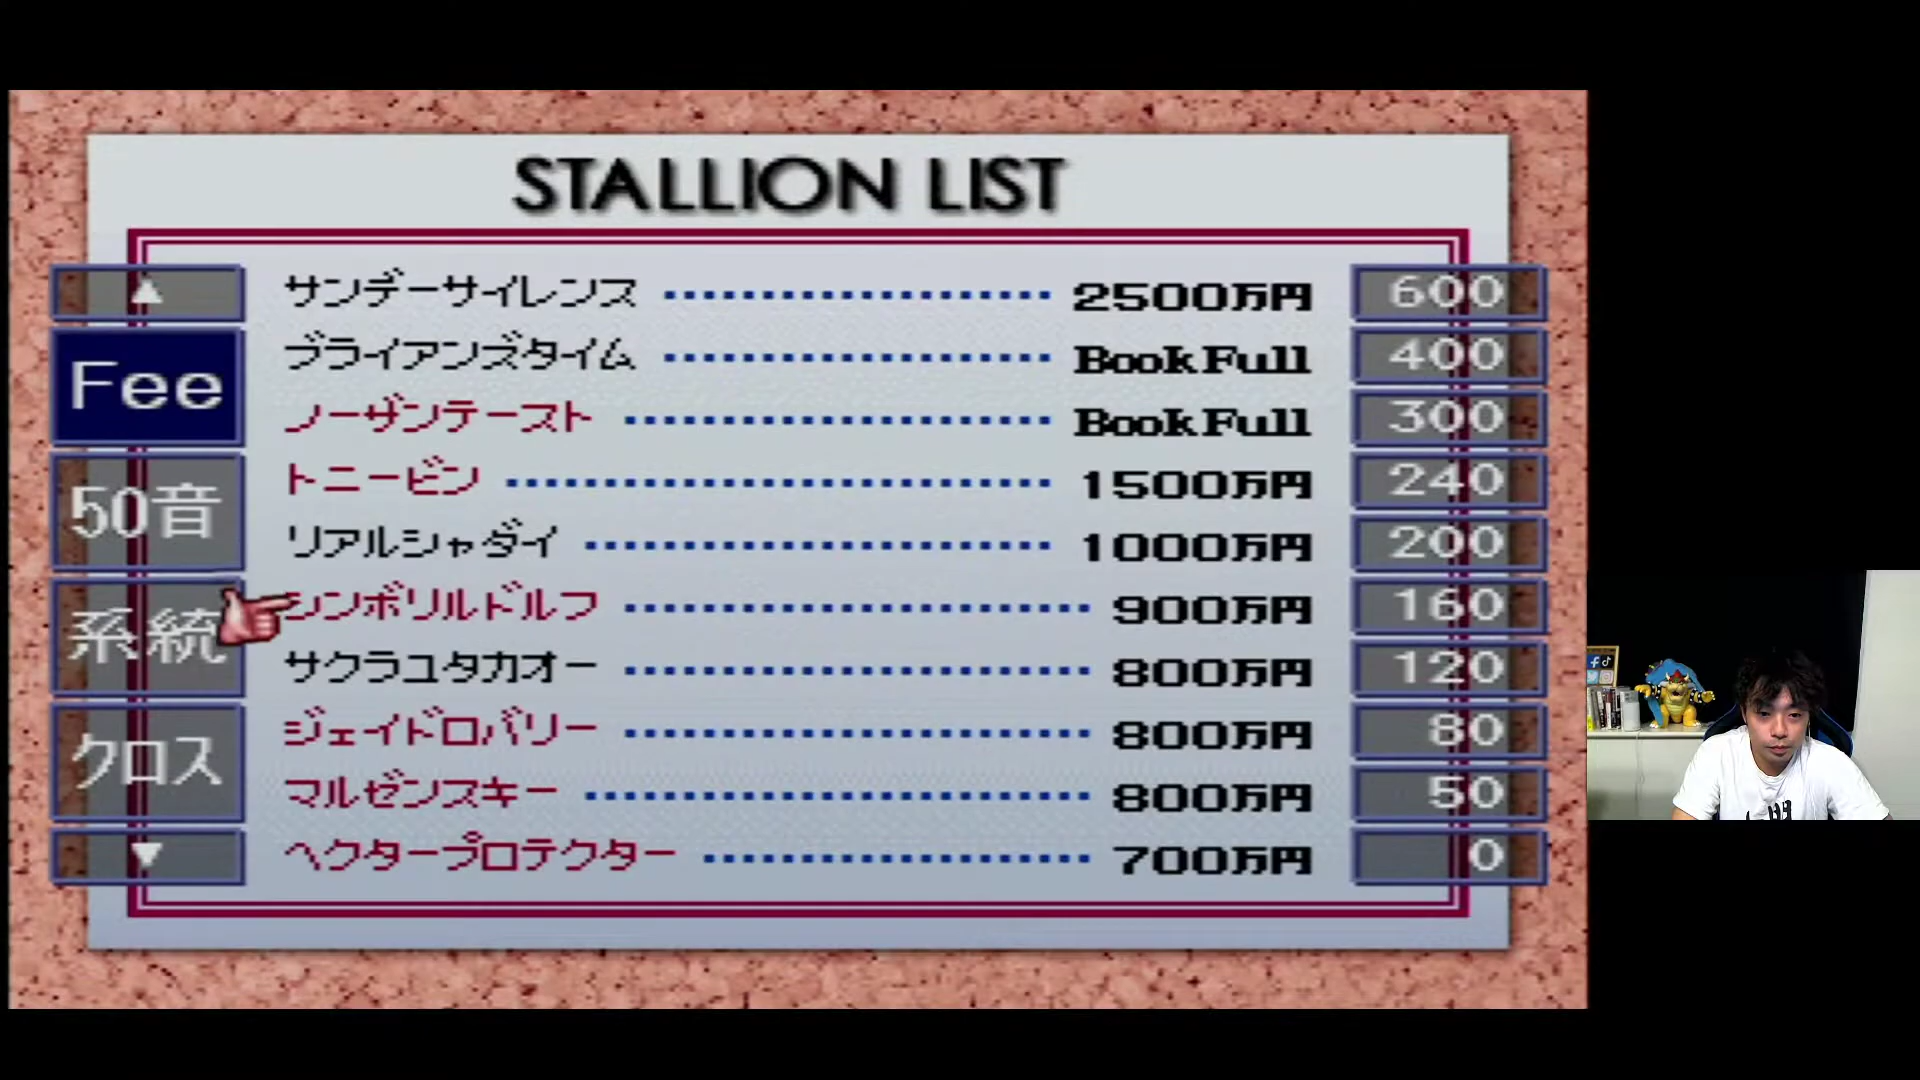 STALLION LIST
▲
Fee
50音
系統
クロス
▼
サンデーサイレンス 2500万円 600
ブライアンズタイム Book Full 400
ノーザンテースト Book Full 300
トニービン 1500万円 240
リアルシャダイ 1000万円 200
シンボリルドルフ 900万円 160
サクラユタカオー 800万円 120
ジェイドロバリー 800万円 80
マルゼンスキー 800万円 50
ヘクタープロテクター 700万円 0